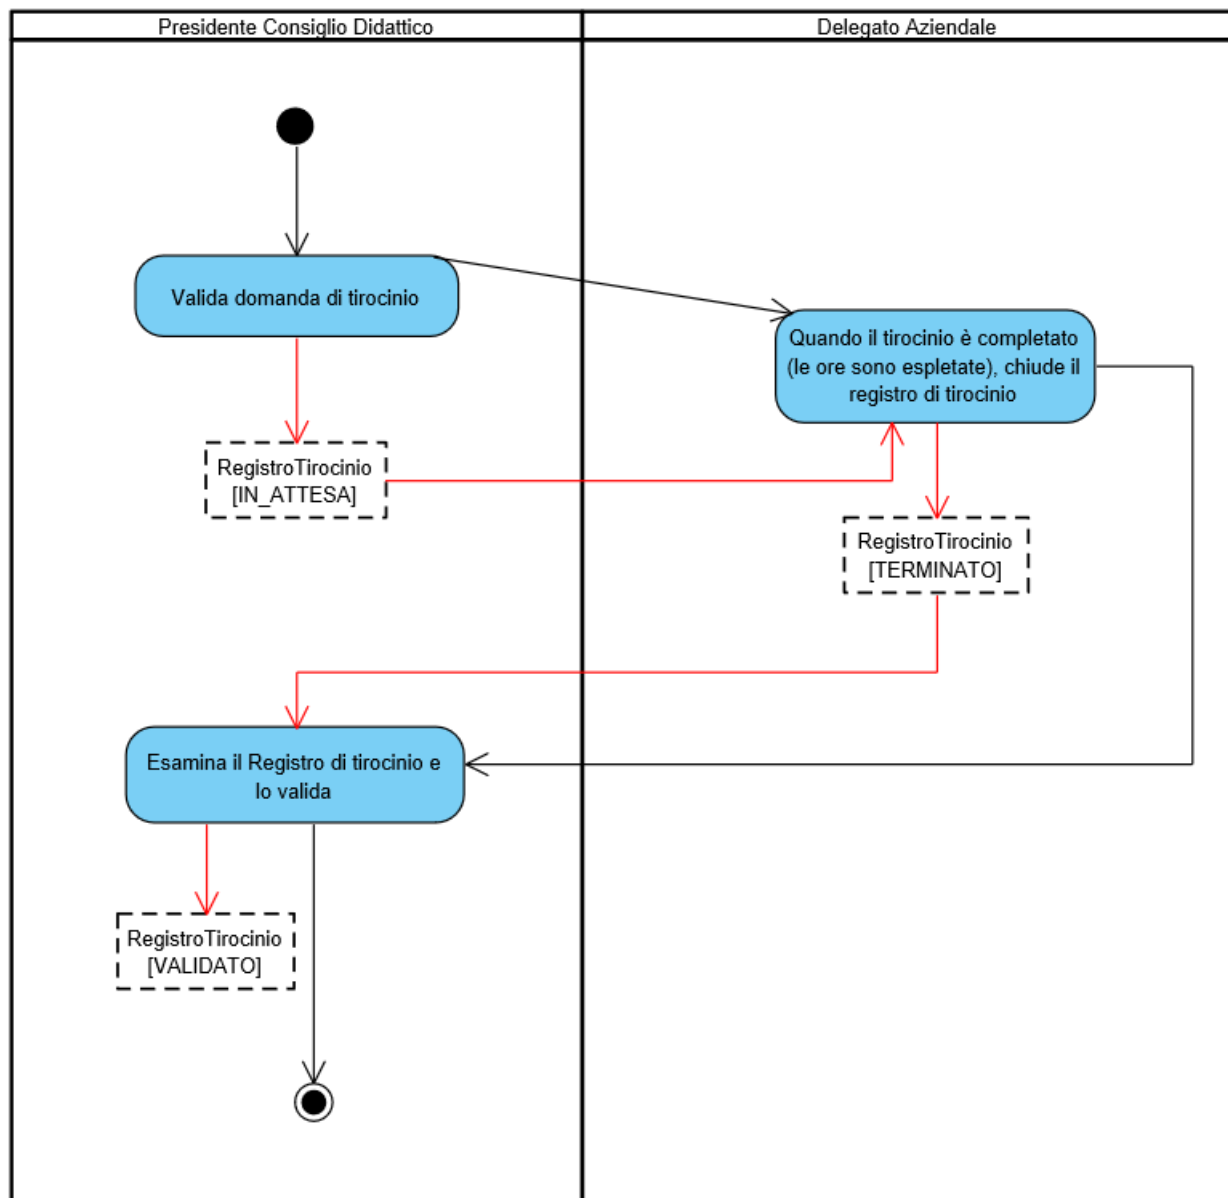 Presidente Consiglio Didattico
Delegato Aziendale
Valida domanda di tirocinio
Quando il tirocinio è completato
(le ore sono espletate), chiude il
registro di tirocinio
RegistroTirocinio
[IN_ATTESA]
RegistroTirocinio
[TERMINATO]
Esamina il Registro di tirocinio e
lo valida
RegistroTirocinio
[VALIDATO]